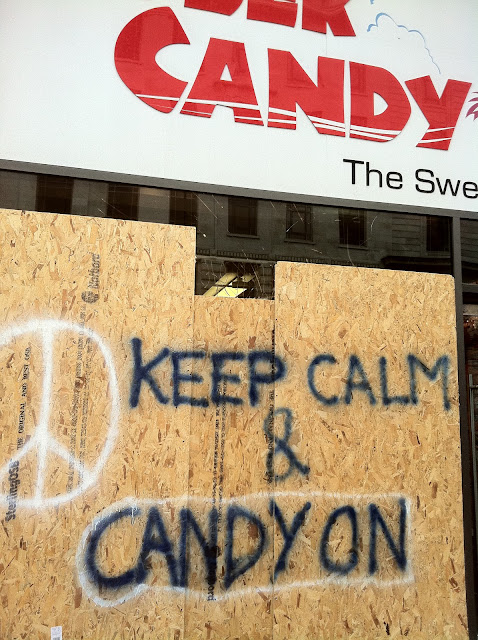 CANDY
The Swe
KEEP CALM
&
CANDY ON